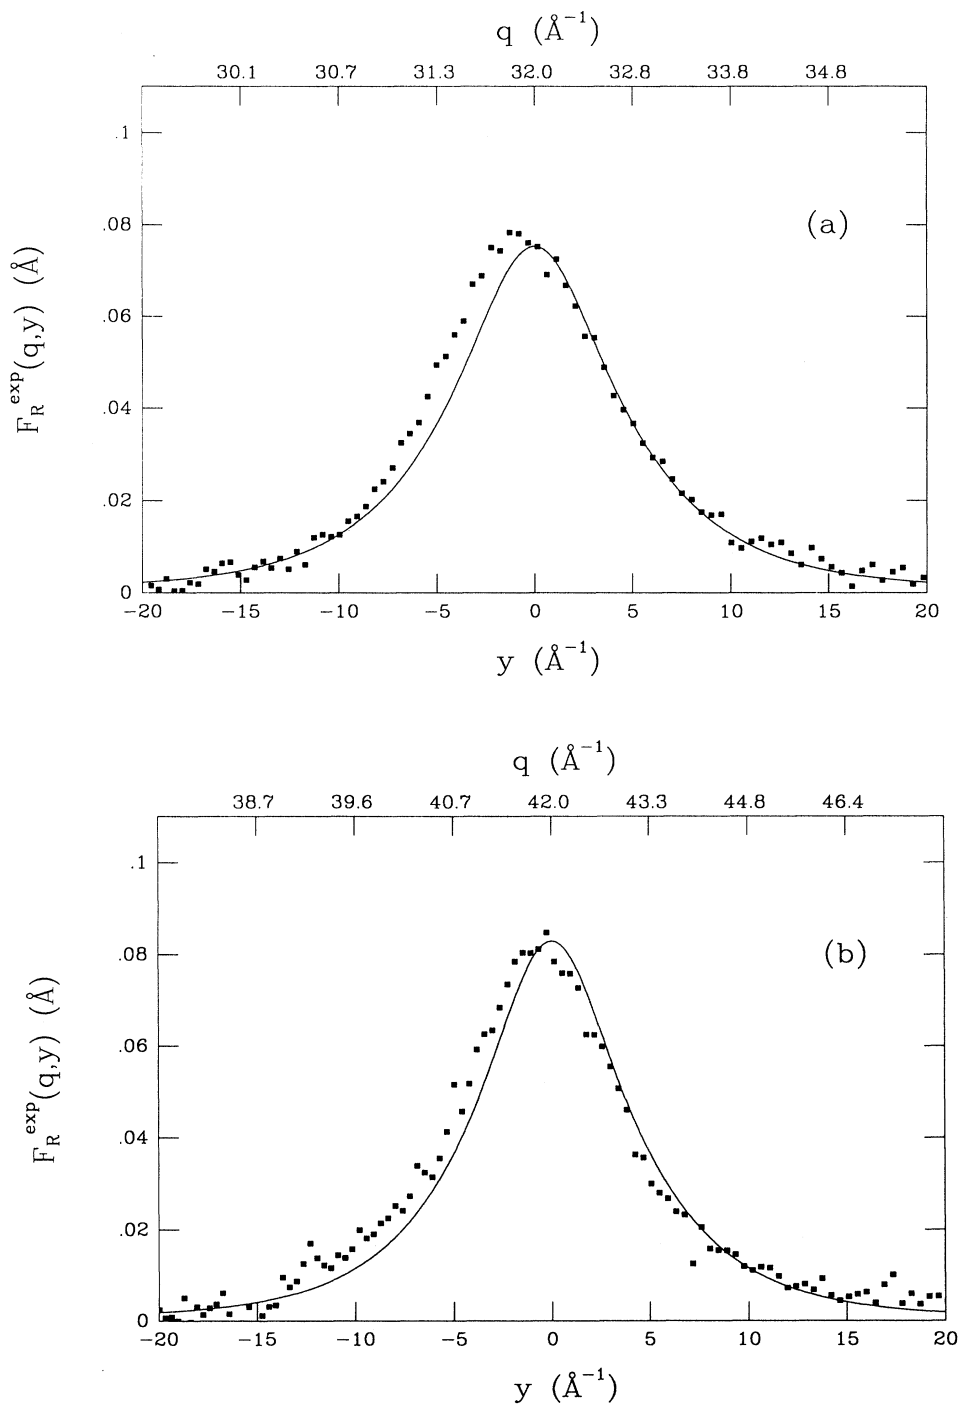 q (Å⁻¹)
30.1 30.7 31.3 32.0 32.8 33.8 34.8
.1
(a)
.08
.06
.04
.02
0
F_R^exp(q,y) (Å)
−20 −15 −10 −5 0 5 10 15 20
y (Å⁻¹)
q (Å⁻¹)
38.7 39.6 40.7 42.0 43.3 44.8 46.4
.1
(b)
.08
.06
.04
.02
0
F_R^exp(q,y) (Å)
−20 −15 −10 −5 0 5 10 15 20
y (Å⁻¹)